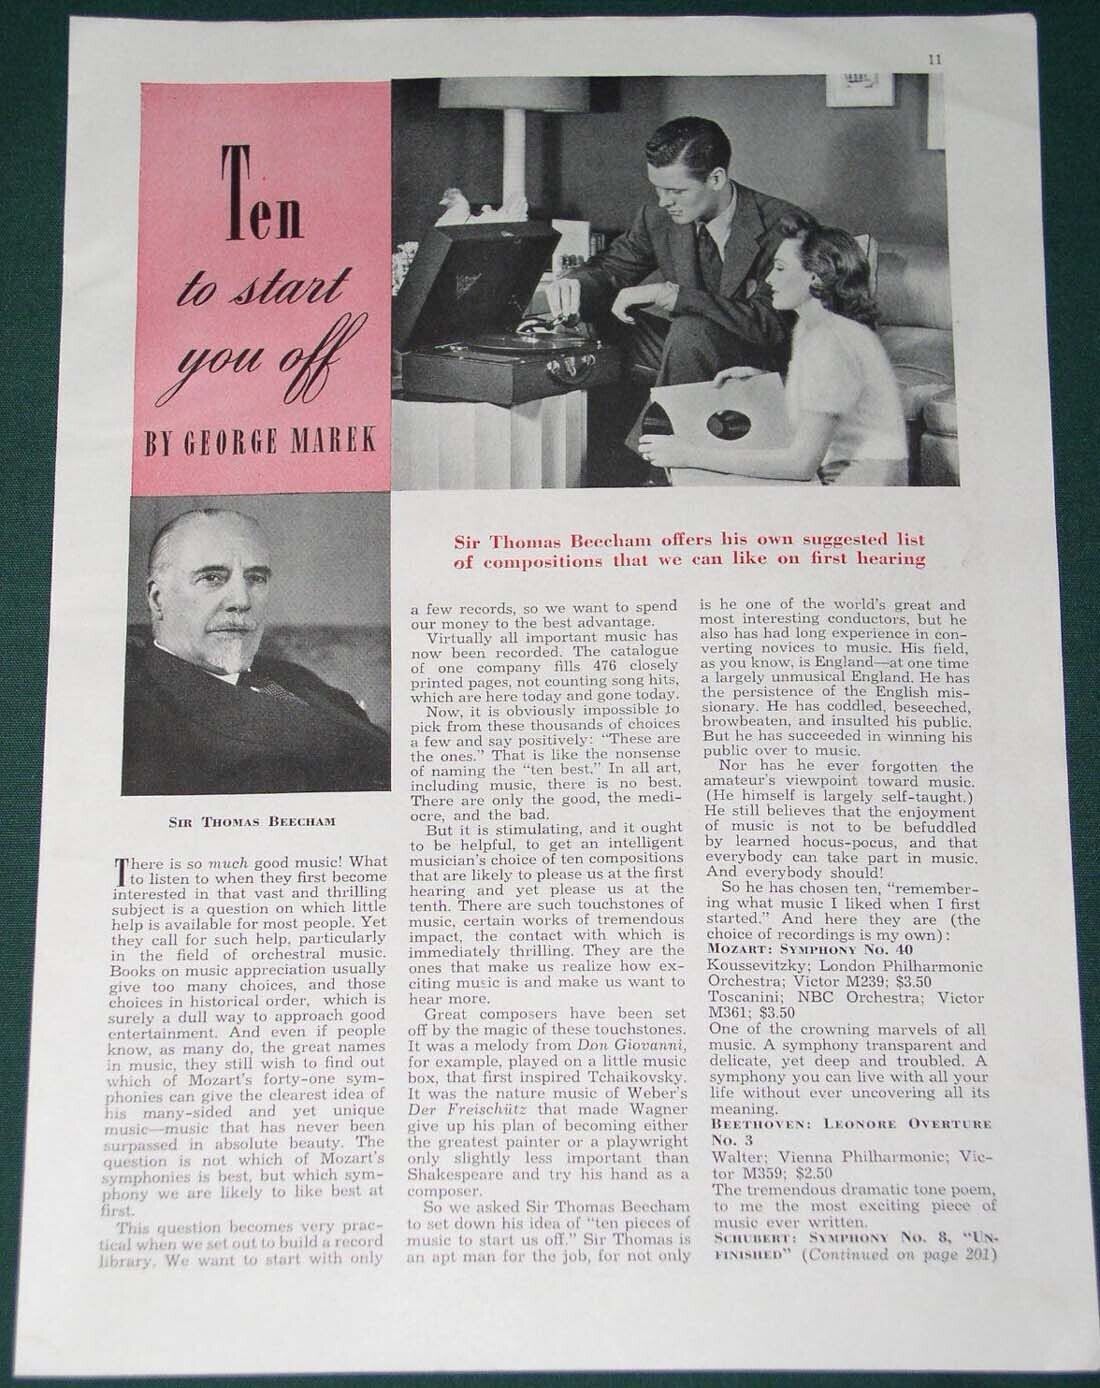 11
Ten
to start
you off
BY GEORGE MAREK
Sir Thomas Beecham offers his own suggested list
of compositions that we can like on first hearing
SIR THOMAS BEECHAM
There is so much good music! What
to listen to when they first become
interested in that vast and thrilling
subject is a question on which little
help is available for most people. Yet
they call for such help, particularly
in the field of orchestral music.
Books on music appreciation usually
give too many choices, and those
choices in historical order, which is
surely a dull way to approach good
entertainment. And even if people
know, as many do, the great names
in music, they still wish to find out
which of Mozart's forty-one sym-
phonies can give the clearest idea of
his many-sided and yet unique
music—music that has never been
surpassed in absolute beauty. The
question is not which of Mozart's
symphonies is best, but which sym-
phony we are likely to like best at
first.
This question becomes very prac-
tical when we set out to build a record
library. We want to start with only
a few records, so we want to spend
our money to the best advantage.
Virtually all important music has
now been recorded. The catalogue
of one company fills 476 closely
printed pages, not counting song hits,
which are here today and gone today.
Now, it is obviously impossible to
pick from these thousands of choices
a few and say positively: "These are
the ones." That is like the nonsense
of naming the "ten best." In all art,
including music, there is no best.
There are only the good, the medi-
ocre, and the bad.
But it is stimulating, and it ought
to be helpful, to get an intelligent
musician's choice of ten compositions
that are likely to please us at the first
hearing and yet please us at the
tenth. There are such touchstones of
music, certain works of tremendous
impact, the contact with which is
immediately thrilling. They are the
ones that make us realize how ex-
citing music is and make us want to
hear more.
Great composers have been set
off by the magic of these touchstones.
It was a melody from Don Giovanni,
for example, played on a little music
box, that first inspired Tchaikovsky.
It was the nature music of Weber's
Der Freischütz that made Wagner
give up his plan of becoming either
the greatest painter or a playwright
only slightly less important than
Shakespeare and try his hand as a
composer.
So we asked Sir Thomas Beecham
to set down his idea of "ten pieces of
music to start us off." Sir Thomas is
an apt man for the job, for not only
is he one of the world's great and
most interesting conductors, but he
also has had long experience in con-
verting novices to music. His field,
as you know, is England—at one time
a largely unmusical England. He has
the persistence of the English mis-
sionary. He has coddled, beseeched,
browbeaten, and insulted his public.
But he has succeeded in winning his
public over to music.
Nor has he ever forgotten the
amateur's viewpoint toward music.
(He himself is largely self-taught.)
He still believes that the enjoyment
of music is not to be befuddled
by learned hocus-pocus, and that
everybody can take part in music.
And everybody should!
So he has chosen ten, "remember-
ing what music I liked when I first
started." And here they are (the
choice of recordings is my own):
MOZART: SYMPHONY NO. 40
Koussevitzky; London Philharmonic
Orchestra; Victor M239; $3.50
Toscanini; NBC Orchestra; Victor
M361; $3.50
One of the crowning marvels of all
music. A symphony transparent and
delicate, yet deep and troubled. A
symphony you can live with all your
life without ever uncovering all its
meaning.
BEETHOVEN: LEONORE OVERTURE
NO. 3
Walter; Vienna Philharmonic; Vic-
tor M359; $2.50
The tremendous dramatic tone poem,
to me the most exciting piece of
music ever written.
SCHUBERT: SYMPHONY NO. 8, "UN-
FINISHED" (Continued on page 201)